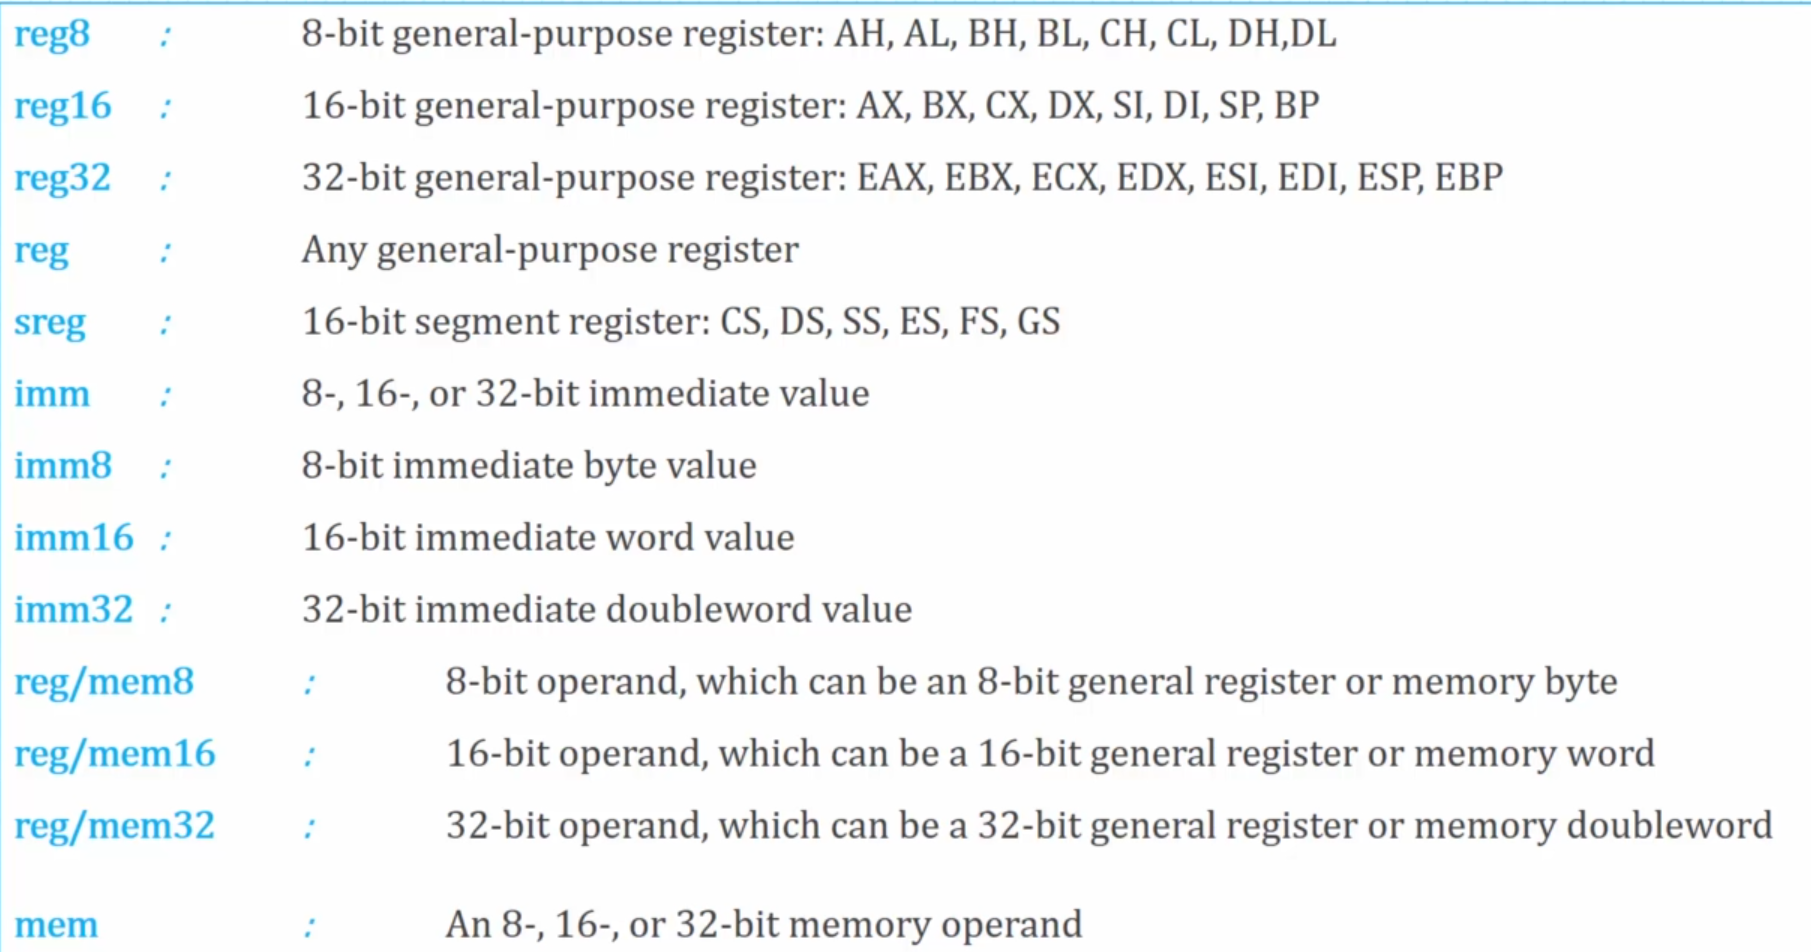 reg8 : 8-bit general-purpose register: AH, AL, BH, BL, CH, CL, DH,DL
reg16 : 16-bit general-purpose register: AX, BX, CX, DX, SI, DI, SP, BP
reg32 : 32-bit general-purpose register: EAX, EBX, ECX, EDX, ESI, EDI, ESP, EBP
reg : Any general-purpose register
sreg : 16-bit segment register: CS, DS, SS, ES, FS, GS
imm : 8-, 16-, or 32-bit immediate value
imm8 : 8-bit immediate byte value
imm16 : 16-bit immediate word value
imm32 : 32-bit immediate doubleword value
reg/mem8 : 8-bit operand, which can be an 8-bit general register or memory byte
reg/mem16 : 16-bit operand, which can be a 16-bit general register or memory word
reg/mem32 : 32-bit operand, which can be a 32-bit general register or memory doubleword
mem : An 8-, 16-, or 32-bit memory operand